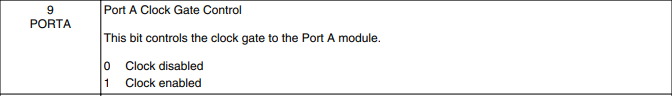 9
PORTA
Port A Clock Gate Control
This bit controls the clock gate to the Port A module.
0 Clock disabled
1 Clock enabled